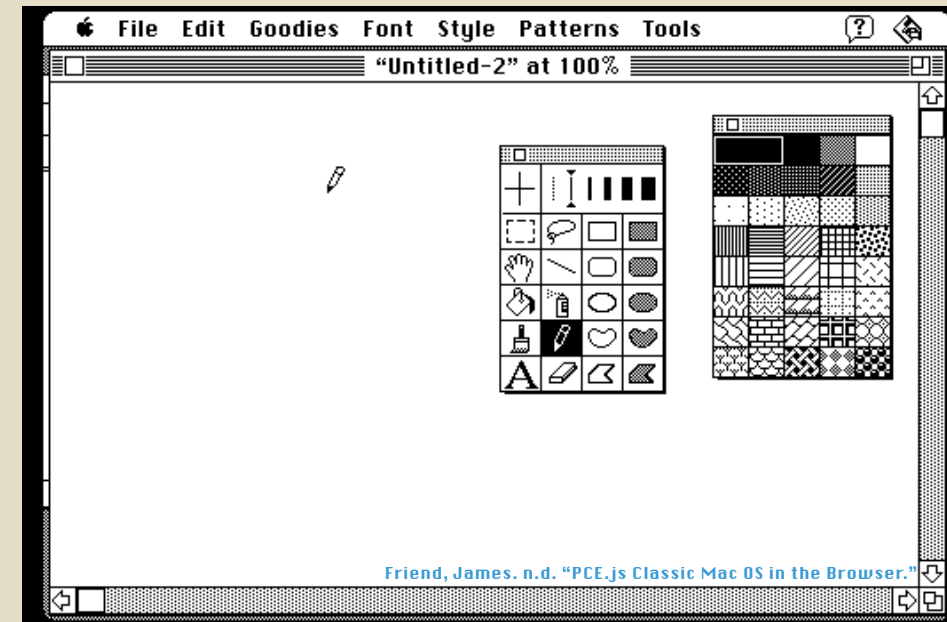 File Edit Goodies Font Style Patterns Tools
“Untitled-2” at 100%
A
Friend, James. n.d. “PCE.js Classic Mac OS in the Browser.”